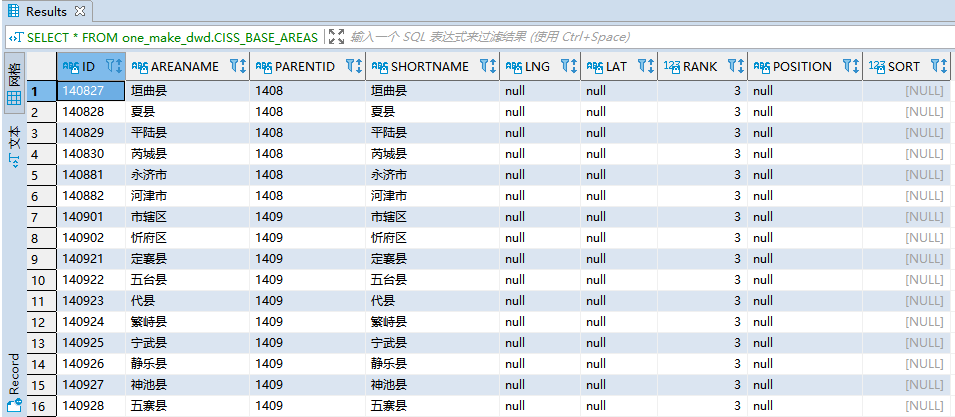 Results
SELECT * FROM one_make_dwd.CISS_BASE_AREAS 输入一个 SQL 表达式来过滤结果 (使用 Ctrl+Space)
网格
文本
Record
ABC ID ABC AREANAME ABC PARENTID ABC SHORTNAME ABC LNG ABC LAT 123 RANK ABC POSITION 123 SORT
1 140827 垣曲县 1408 垣曲县 null null 3 null [NULL]
2 140828 夏县 1408 夏县 null null 3 null [NULL]
3 140829 平陆县 1408 平陆县 null null 3 null [NULL]
4 140830 芮城县 1408 芮城县 null null 3 null [NULL]
5 140881 永济市 1408 永济市 null null 3 null [NULL]
6 140882 河津市 1408 河津市 null null 3 null [NULL]
7 140901 市辖区 1409 市辖区 null null 3 null [NULL]
8 140902 忻府区 1409 忻府区 null null 3 null [NULL]
9 140921 定襄县 1409 定襄县 null null 3 null [NULL]
10 140922 五台县 1409 五台县 null null 3 null [NULL]
11 140923 代县 1409 代县 null null 3 null [NULL]
12 140924 繁峙县 1409 繁峙县 null null 3 null [NULL]
13 140925 宁武县 1409 宁武县 null null 3 null [NULL]
14 140926 静乐县 1409 静乐县 null null 3 null [NULL]
15 140927 神池县 1409 神池县 null null 3 null [NULL]
16 140928 五寨县 1409 五寨县 null null 3 null [NULL]